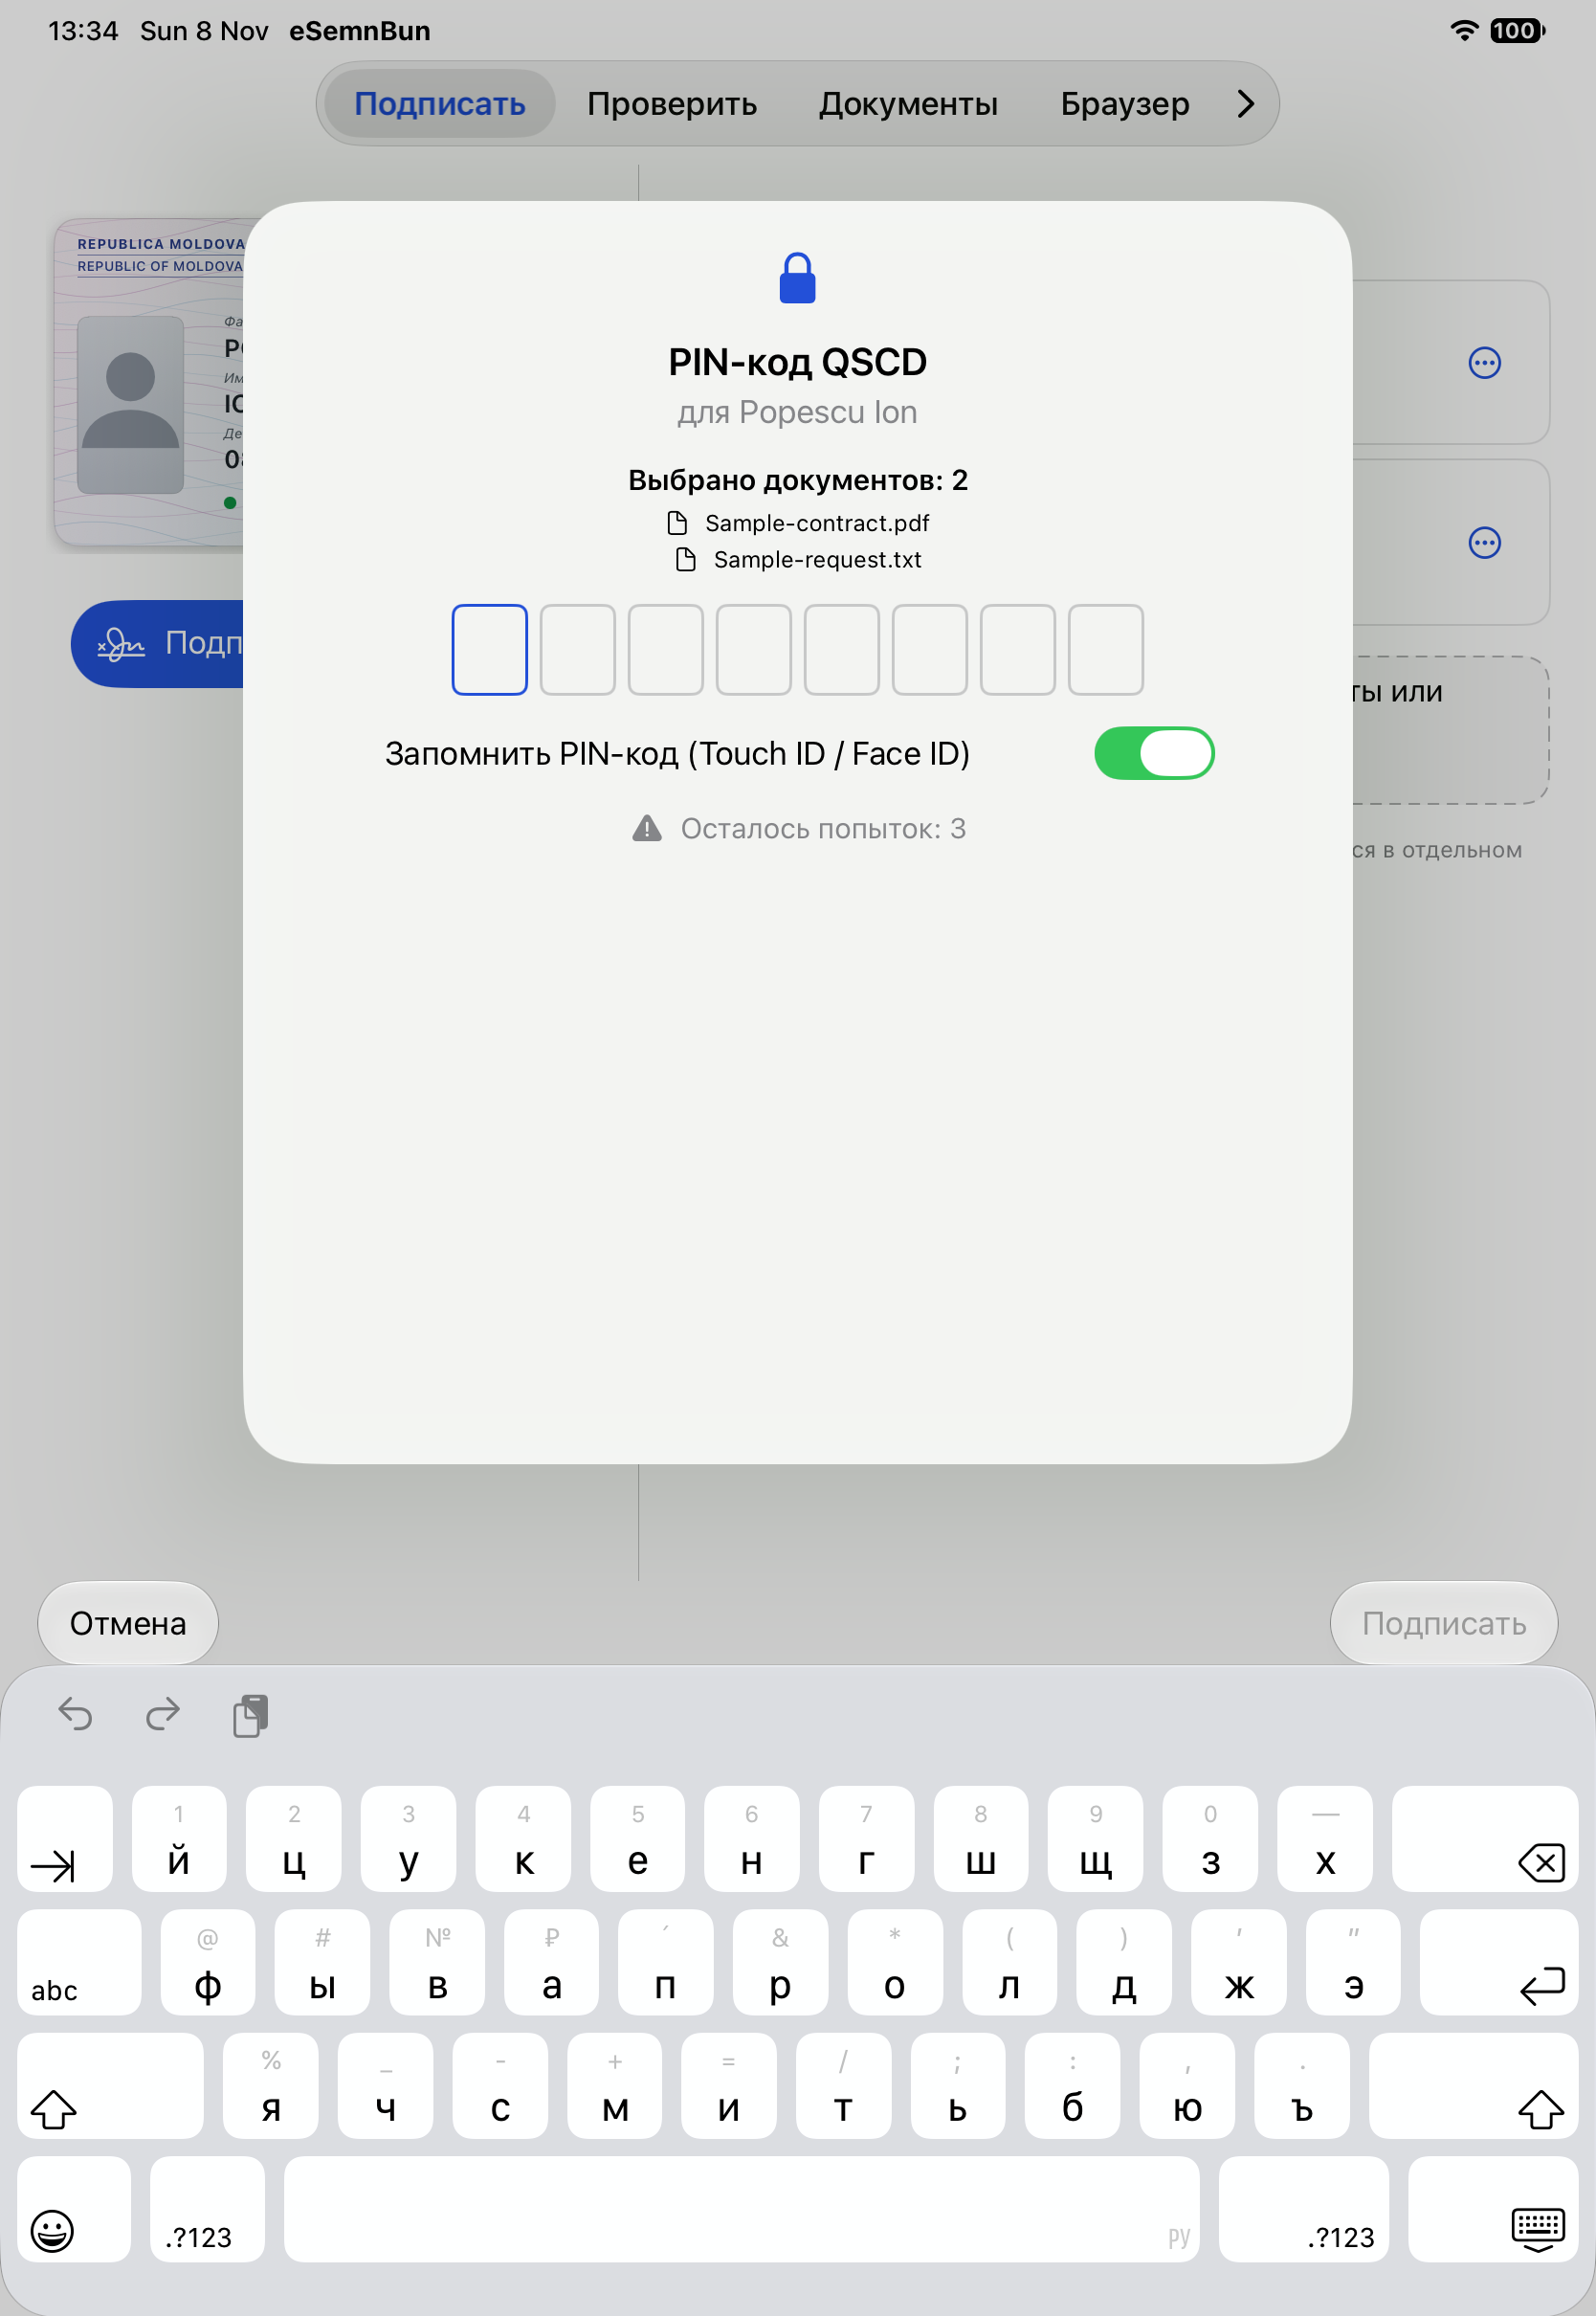 13:34 Sun 8 Nov eSemnBun
100
Подписать Проверить Документы Браузер
REPUBLICA MOLDOVA
REPUBLIC OF MOLDOVA
PIN-код QSCD
для Popescu Ion
Выбрано документов: 2
Sample-contract.pdf
Sample-request.txt
Запомнить PIN-код (Touch ID / Face ID)
Осталось попыток: 3
или
ся в отдельном
Отмена
Подписать
1 2 3 4 5 6 7 8 9 0 —
й ц у к е н г ш щ з х
@ # № ₽ ´ & * ( ) ' "
abc ф ы в а п р о л д ж э
% _ - + = / ; : , .
я ч с м и т ь б ю ъ
.?123 РУ .?123